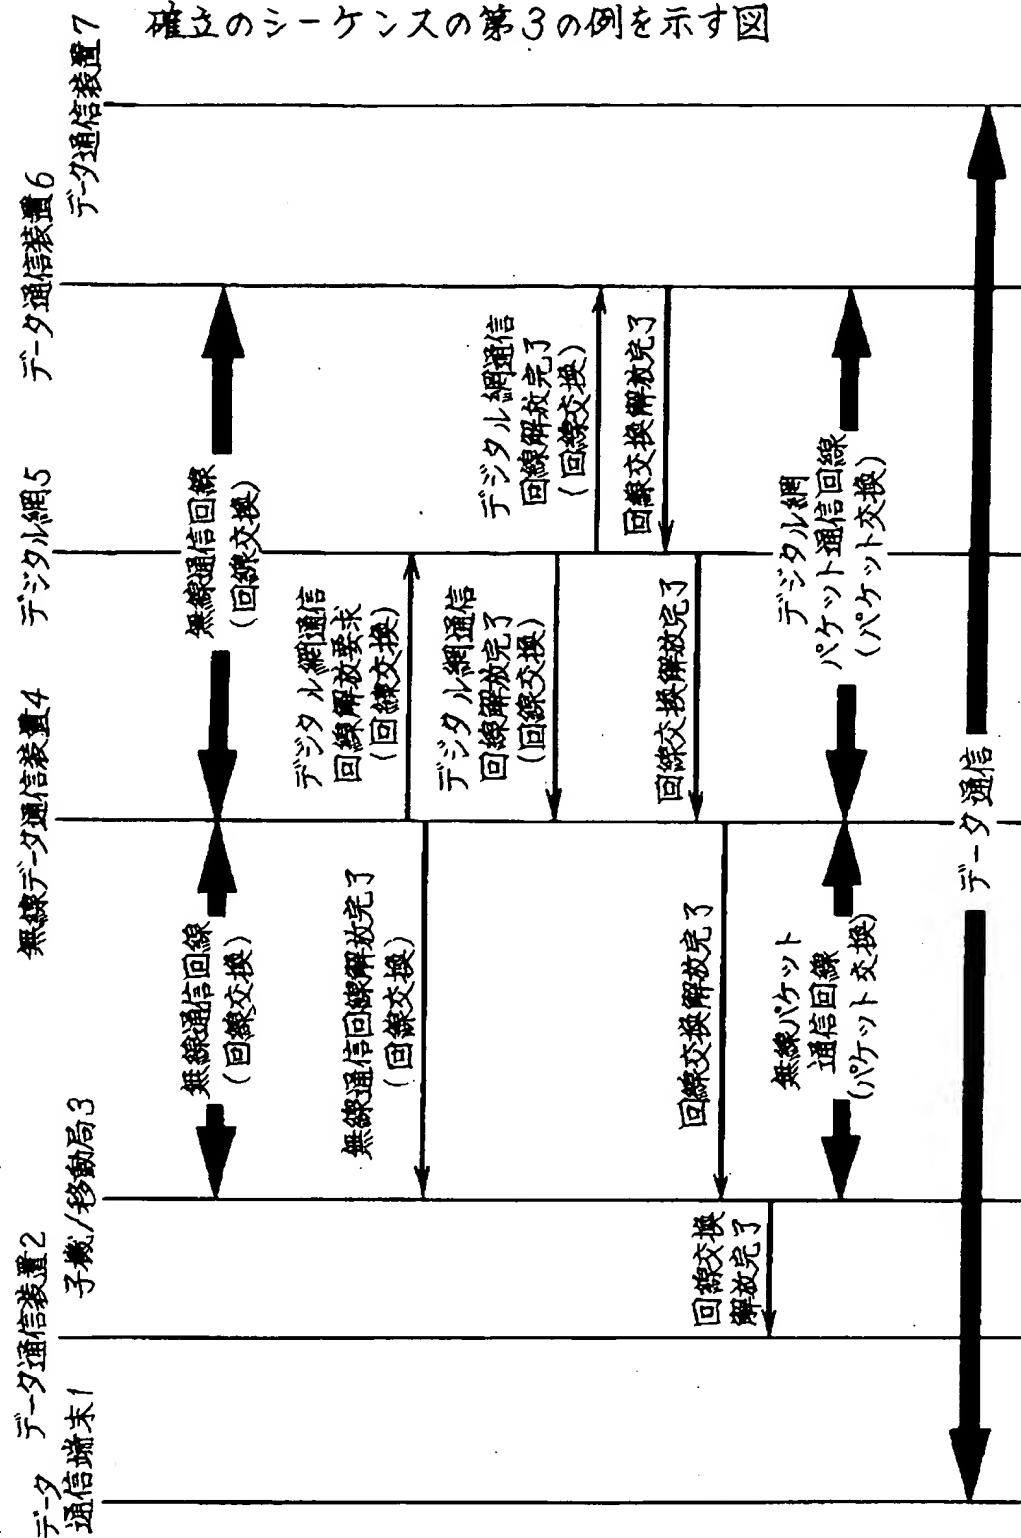 確立のシーケンスの第3の例を示す図
データ
通信端末1
データ通信装置2
子機/移動局3
無線データ通信装置4
デジタル網5
データ通信装置6
データ通信装置7
無線通信回線
(回線交換)
無線通信回線
(回線交換)
デジタル網通信
回線解放要求
(回線交換)
無線通信回線解放完了
(回線交換)
デジタル網通信
回線解放完了
(回線交換)
デジタル網通信
回線解放完了
(回線交換)
回線交換解放完了
回線交換解放完了
回線交換解放完了
回線交換
解放完了
無線パケット
通信回線
(パケット交換)
デジタル網
パケット通信回線
(パケット交換)
データ通信